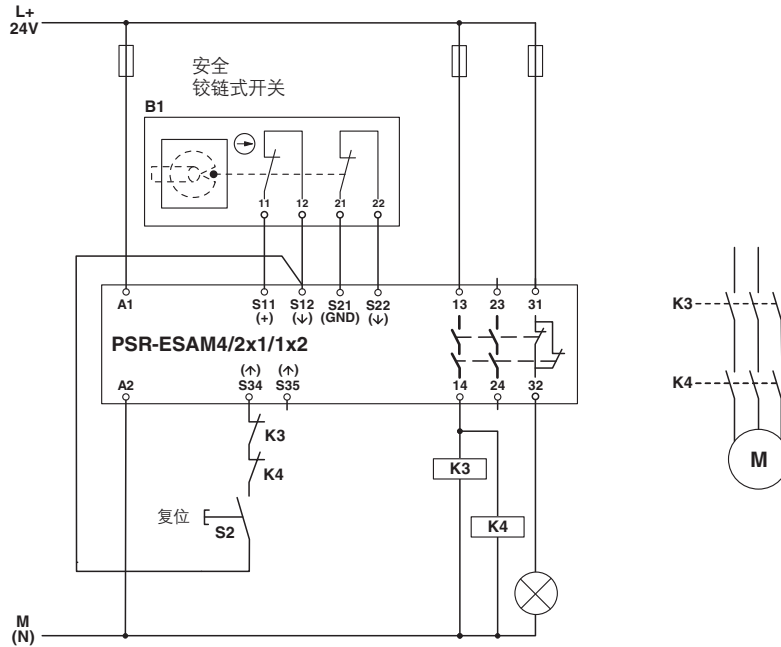 L+
24V
安全
铰链式开关
B1
11 12 21 22
A1 S11 S12 S21 S22 13 23 31
(+) (↓) (GND) (↓)
PSR-ESAM4/2x1/1x2
(↑) (↑)
A2 S34 S35 14 24 32
K3
K4
复位
S2
K3
K4
M
(N)
K3
K4
M